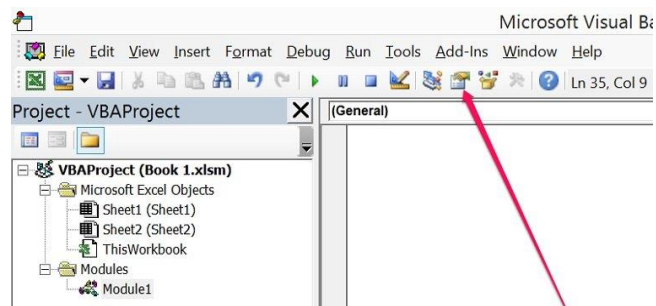 Microsoft Visual Ba
File Edit View Insert Format Debug Run Tools Add-Ins Window Help
Ln 35, Col 9
Project - VBAProject
(General)
VBAProject (Book 1.xlsm)
Microsoft Excel Objects
Sheet1 (Sheet1)
Sheet2 (Sheet2)
ThisWorkbook
Modules
Module1